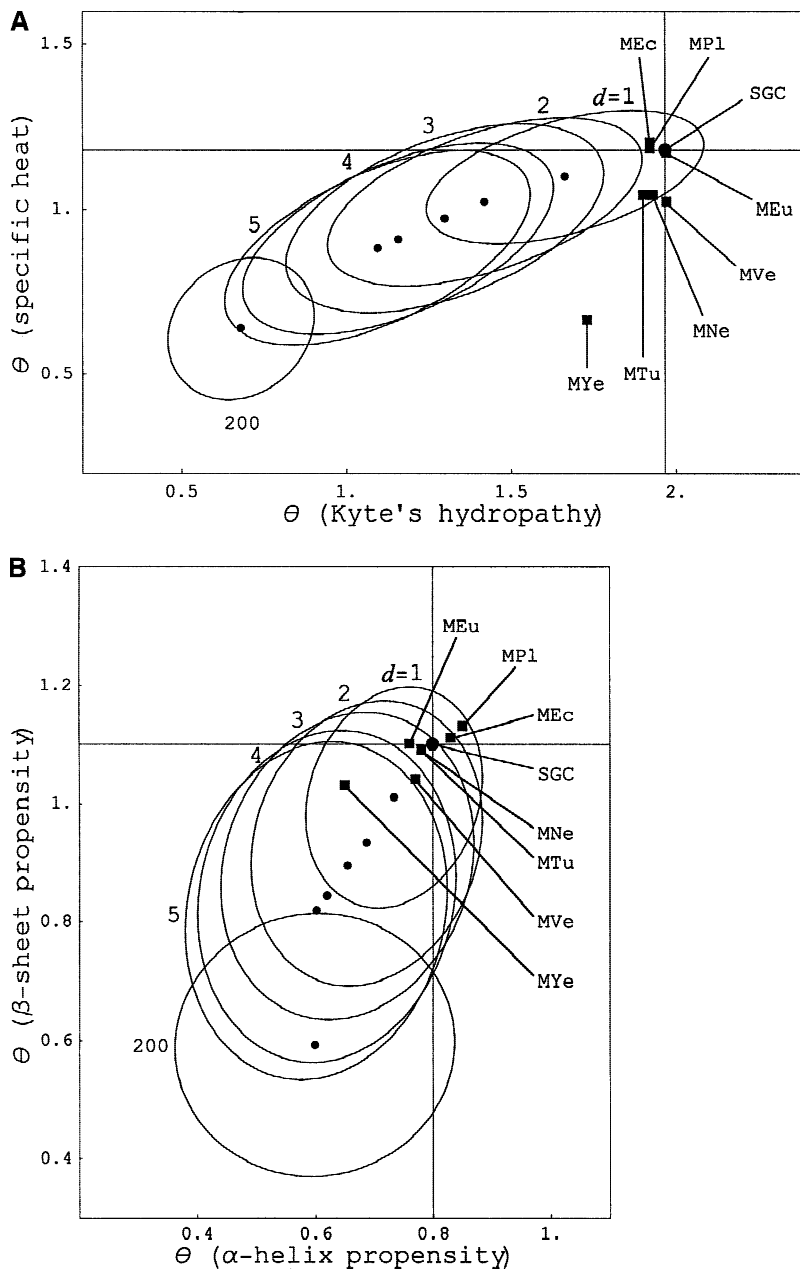 A
1.5
1.
0.5
θ (specific heat)
MEc
MPl
SGC
d=1
2
3
4
5
200
MEu
MVe
MNe
MTu
MYe
0.5
1.
1.5
2.
θ (Kyte's hydropathy)
B
1.4
1.2
1.
0.8
0.6
0.4
θ (β-sheet propensity)
MEu
MPl
d=1
MEc
2
3
4
SGC
MNe
MTu
5
MVe
MYe
200
0.4
0.6
0.8
1.
θ (α-helix propensity)